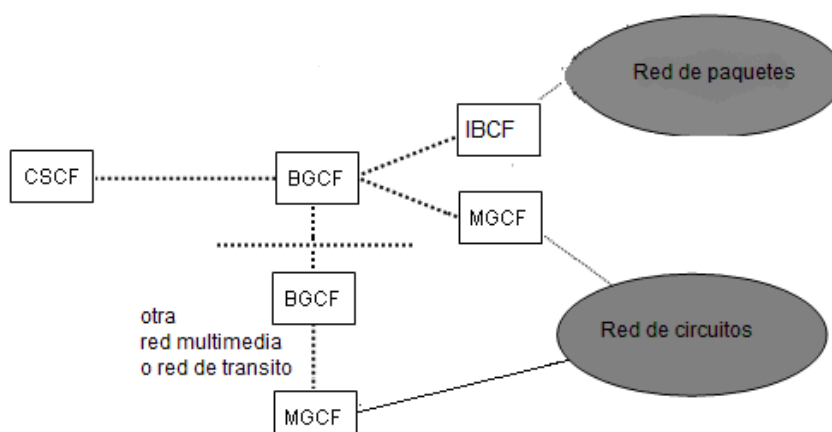 Red de paquetes
IBCF
CSCF
BGCF
MGCF
BGCF
otra
red multimedia
o red de transito
Red de circuitos
MGCF